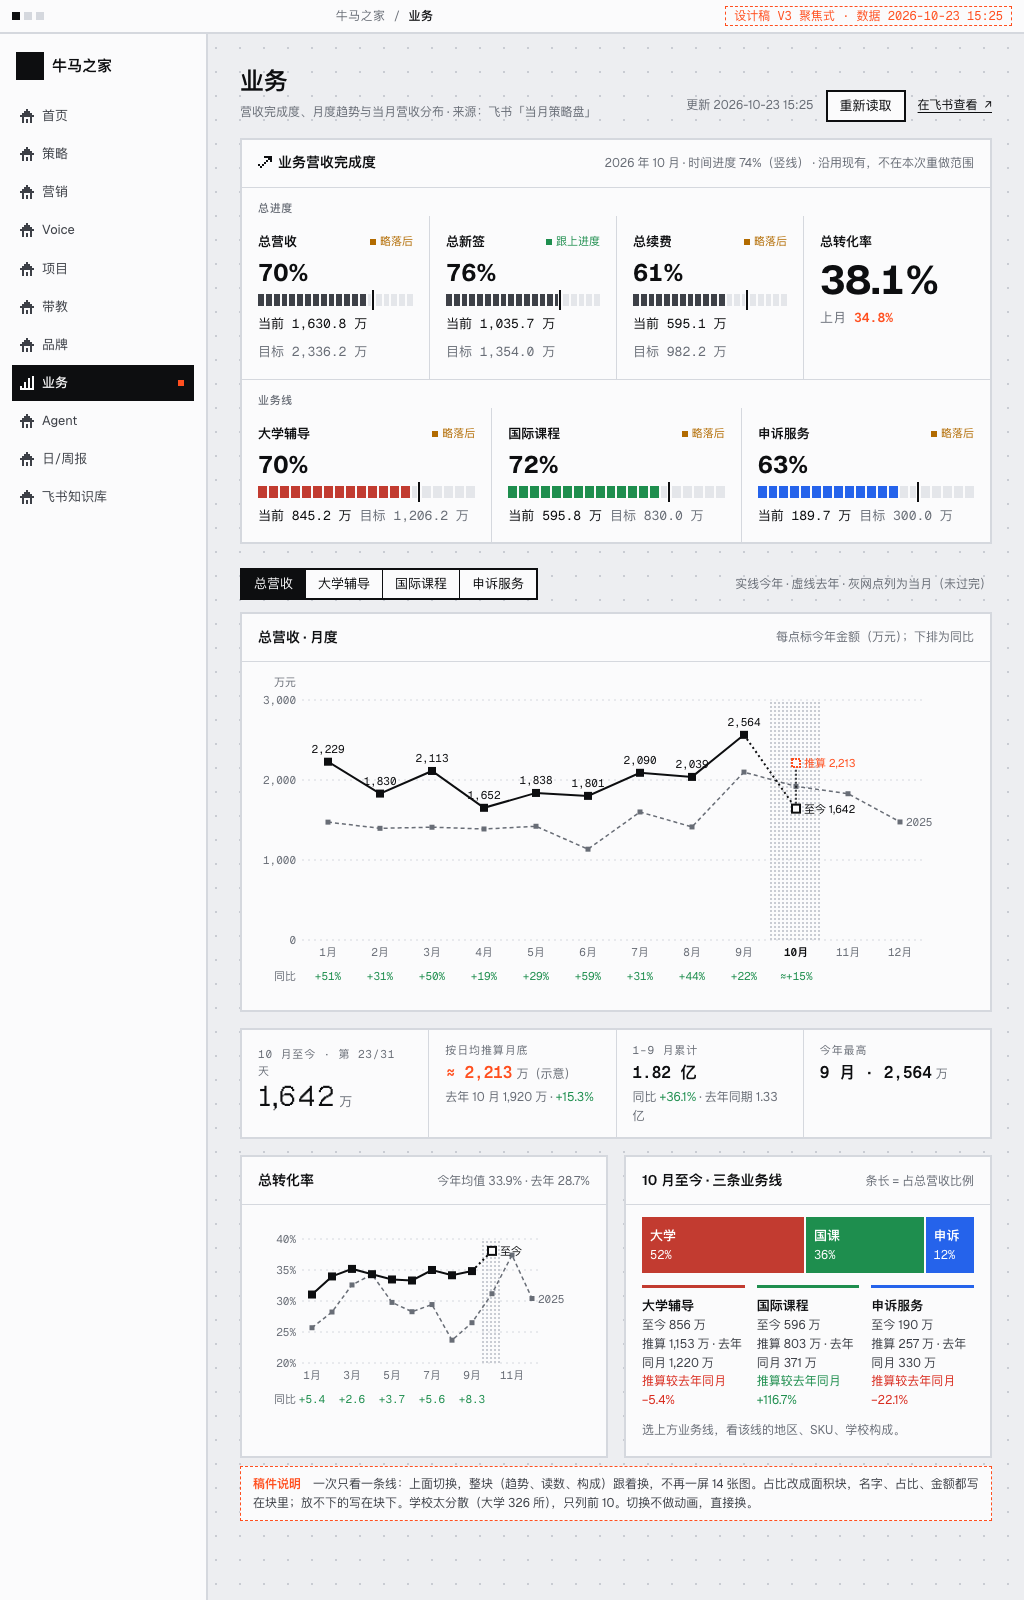 牛马之家 / 业务
设计稿 V3 聚焦式 · 数据 2026-10-23 15:25
牛马之家
首页
策略
营销
Voice
项目
带教
品牌
业务
Agent
日/周报
飞书知识库
业务
营收完成度、月度趋势与当月营收分布 · 来源：飞书「当月策略盘」
更新 2026-10-23 15:25
重新读取
在飞书查看 ↗
业务营收完成度
2026 年 10 月 · 时间进度 74%（竖线） · 沿用现有，不在本次重做范围
总进度
总营收 略落后
70%
当前 1,630.8 万
目标 2,336.2 万
总新签 跟上进度
76%
当前 1,035.7 万
目标 1,354.0 万
总续费 略落后
61%
当前 595.1 万
目标 982.2 万
总转化率
38.1%
上月 34.8%
业务线
大学辅导 略落后
70%
当前 845.2 万 目标 1,206.2 万
国际课程 略落后
72%
当前 595.8 万 目标 830.0 万
申诉服务 略落后
63%
当前 189.7 万 目标 300.0 万
总营收 大学辅导 国际课程 申诉服务
实线今年 · 虚线去年 · 灰网点列为当月（未过完）
总营收 · 月度
每点标今年金额（万元）；下排为同比
万元
3,000
2,000
1,000
0
2,229
1,830
2,113
1,652
1,838
1,801
2,090
2,039
2,564
推算 2,213
至今 1,642
2025
1月 2月 3月 4月 5月 6月 7月 8月 9月 10月 11月 12月
同比 +51% +31% +50% +19% +29% +59% +31% +44% +22% ≈+15%
10 月至今 · 第 23/31
天
1,642 万
按日均推算月底
≈ 2,213 万（示意）
去年 10 月 1,920 万 · +15.3%
1-9 月累计
1.82 亿
同比 +36.1% · 去年同期 1.33
亿
今年最高
9 月 · 2,564 万
总转化率
今年均值 33.9% · 去年 28.7%
40%
35%
30%
25%
20%
至今
2025
1月 3月 5月 7月 9月 11月
同比 +5.4 +2.6 +3.7 +5.6 +8.3
10 月至今 · 三条业务线
条长 = 占总营收比例
大学
52%
国课
36%
申诉
12%
大学辅导
至今 856 万
推算 1,153 万 · 去年
同月 1,220 万
推算较去年同月
−5.4%
国际课程
至今 596 万
推算 803 万 · 去年
同月 371 万
推算较去年同月
+116.7%
申诉服务
至今 190 万
推算 257 万 · 去年
同月 330 万
推算较去年同月
−22.1%
选上方业务线，看该线的地区、SKU、学校构成。
稿件说明 一次只看一条线：上面切换，整块（趋势、读数、构成）跟着换，不再一屏 14 张图。占比改成面积块，名字、占比、金额都写
在块里；放不下的写在块下。学校太分散（大学 326 所），只列前 10。切换不做动画，直接换。